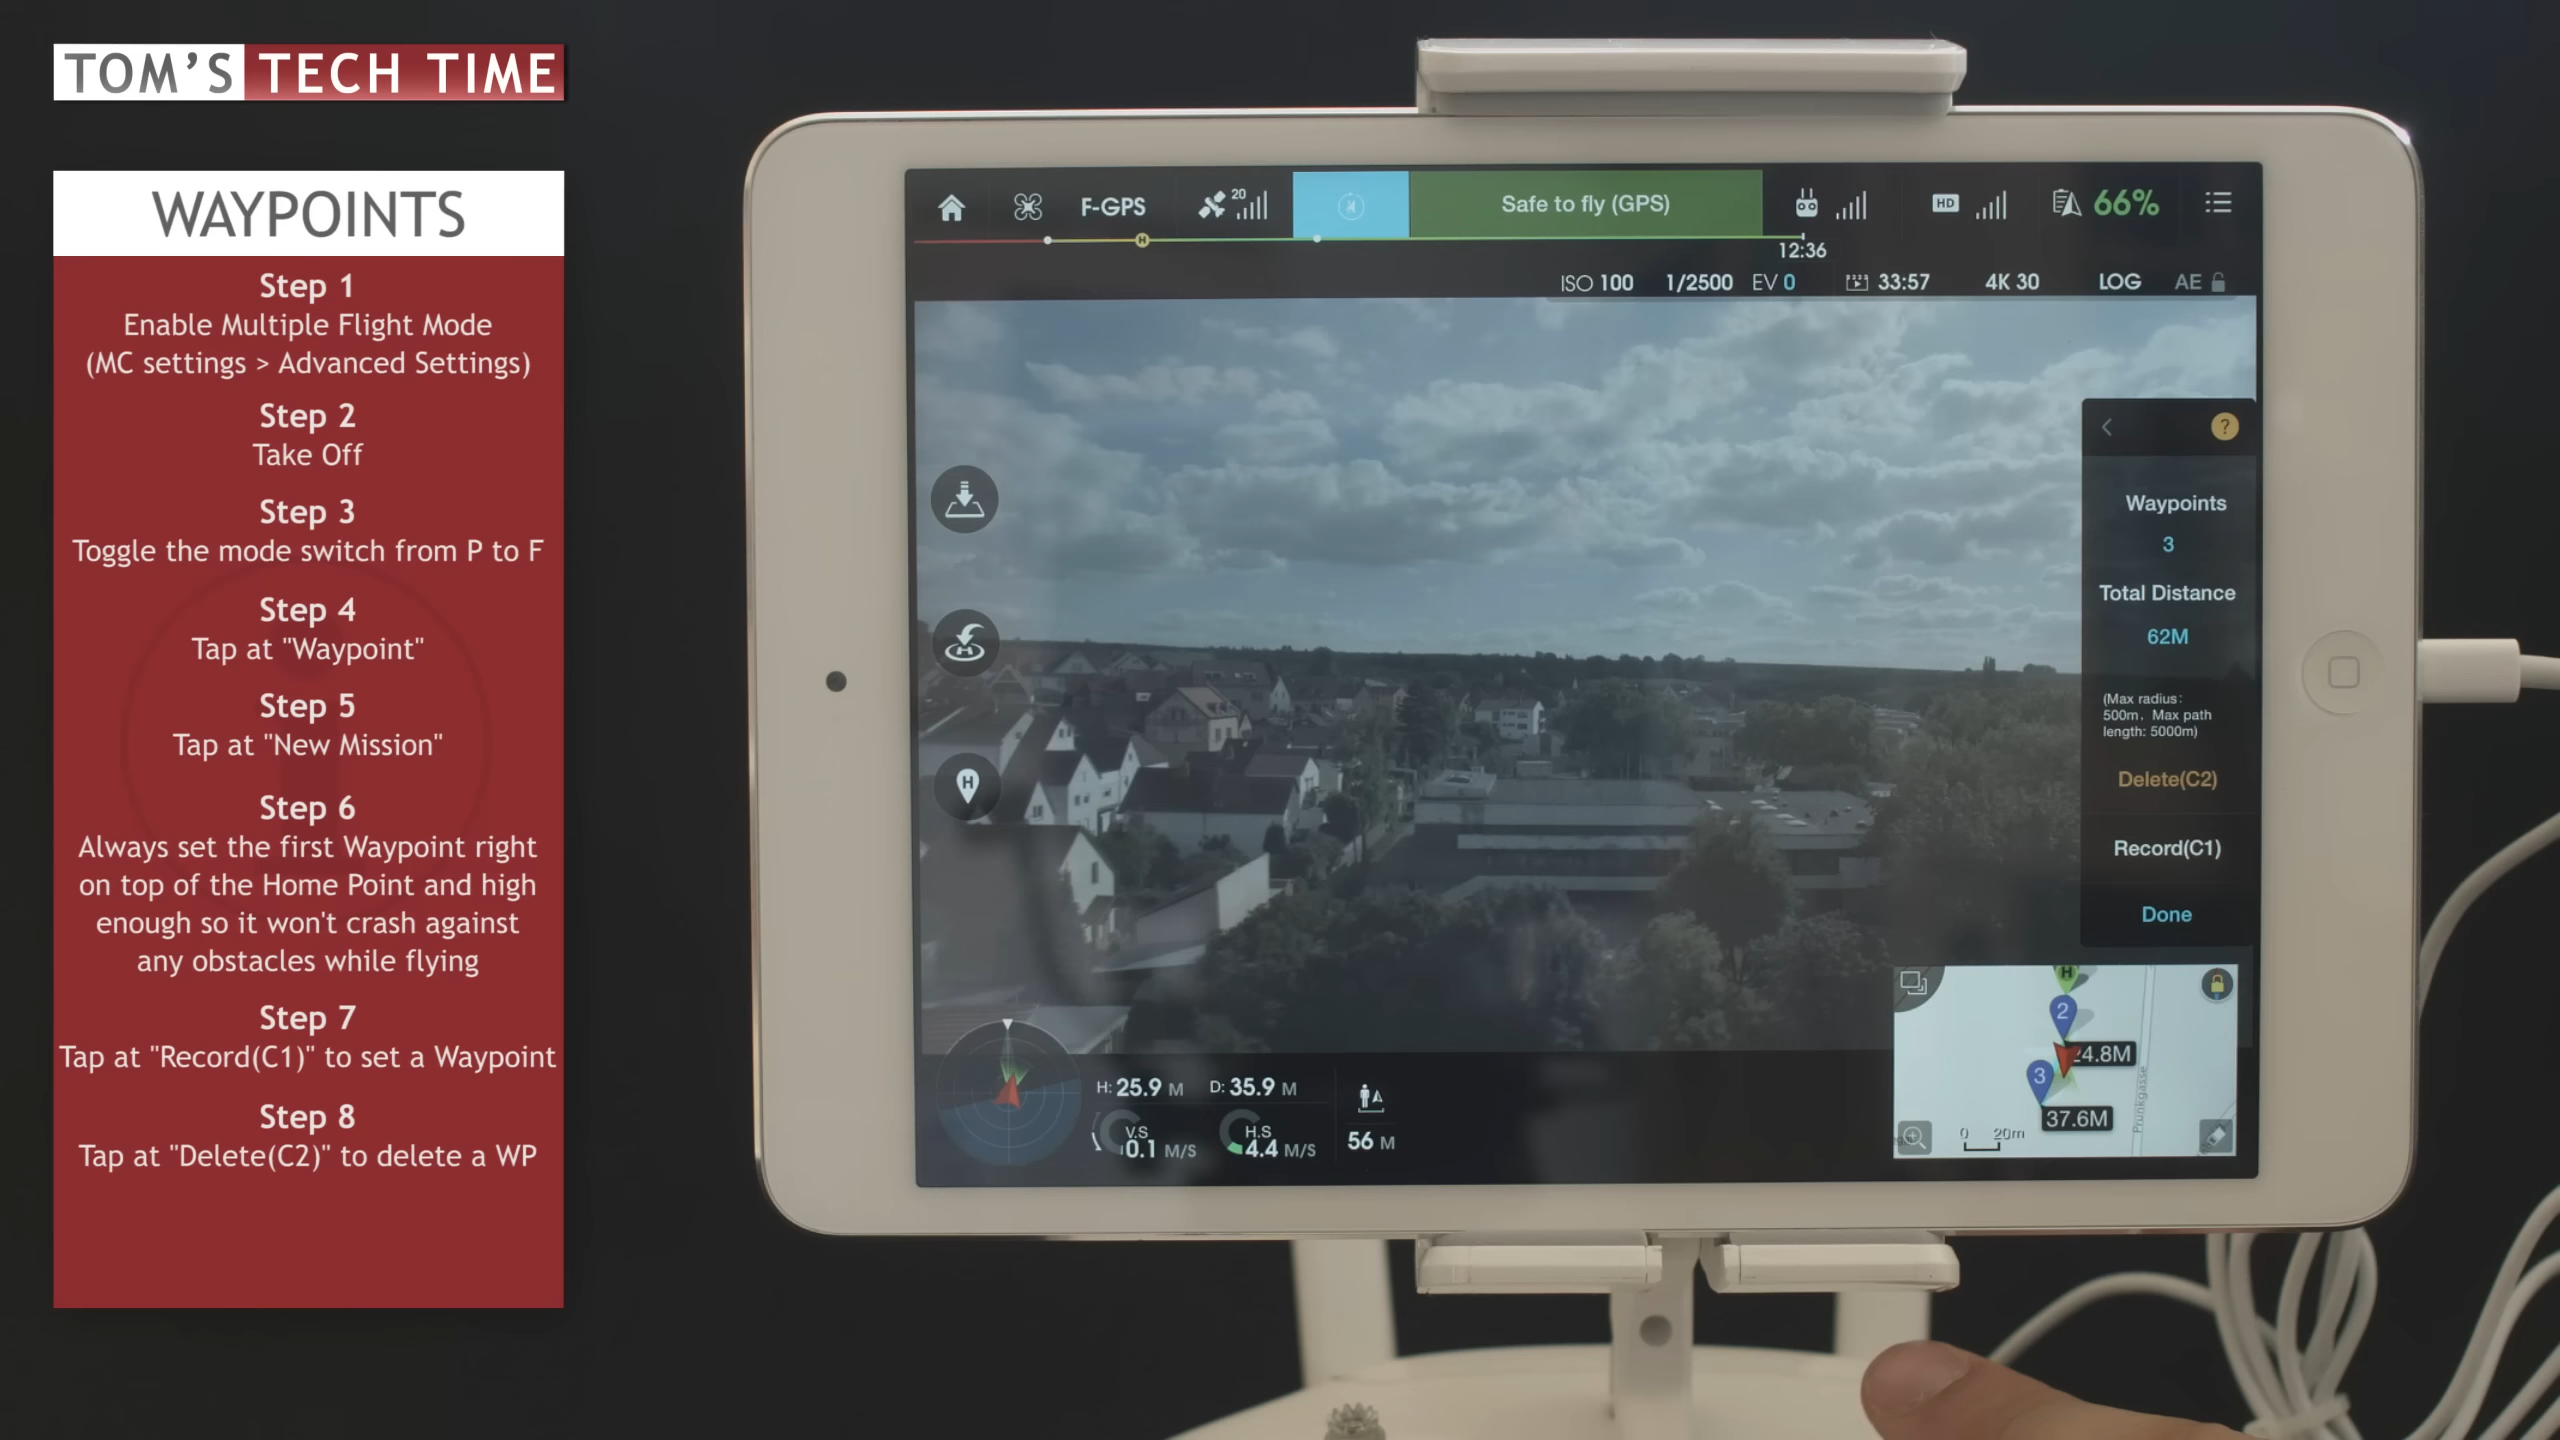 TOM'S TECH TIME
WAYPOINTS
Step 1
Enable Multiple Flight Mode
(MC settings > Advanced Settings)
Step 2
Take Off
Step 3
Toggle the mode switch from P to F
Step 4
Tap at "Waypoint"
Step 5
Tap at "New Mission"
Step 6
Always set the first Waypoint right
on top of the Home Point and high
enough so it won't crash against
any obstacles while flying
Step 7
Tap at "Record(C1)" to set a Waypoint
Step 8
Tap at "Delete(C2)" to delete a WP
F-GPS
20
Safe to fly (GPS)
HD
66%
H
12:36
ISO 100 1/2500 EV 0 33:57 4K 30 LOG AE
?
Waypoints
3
Total Distance
62M
(Max radius:
500m, Max path
length: 5000m)
Delete(C2)
Record(C1)
Done
H
H
H: 25.9 M D: 35.9 M
V.S
0.1 M/S
H.S
4.4 M/S
56 M
H
2
24.8M
3
37.6M
0 20m
Prunkgasse